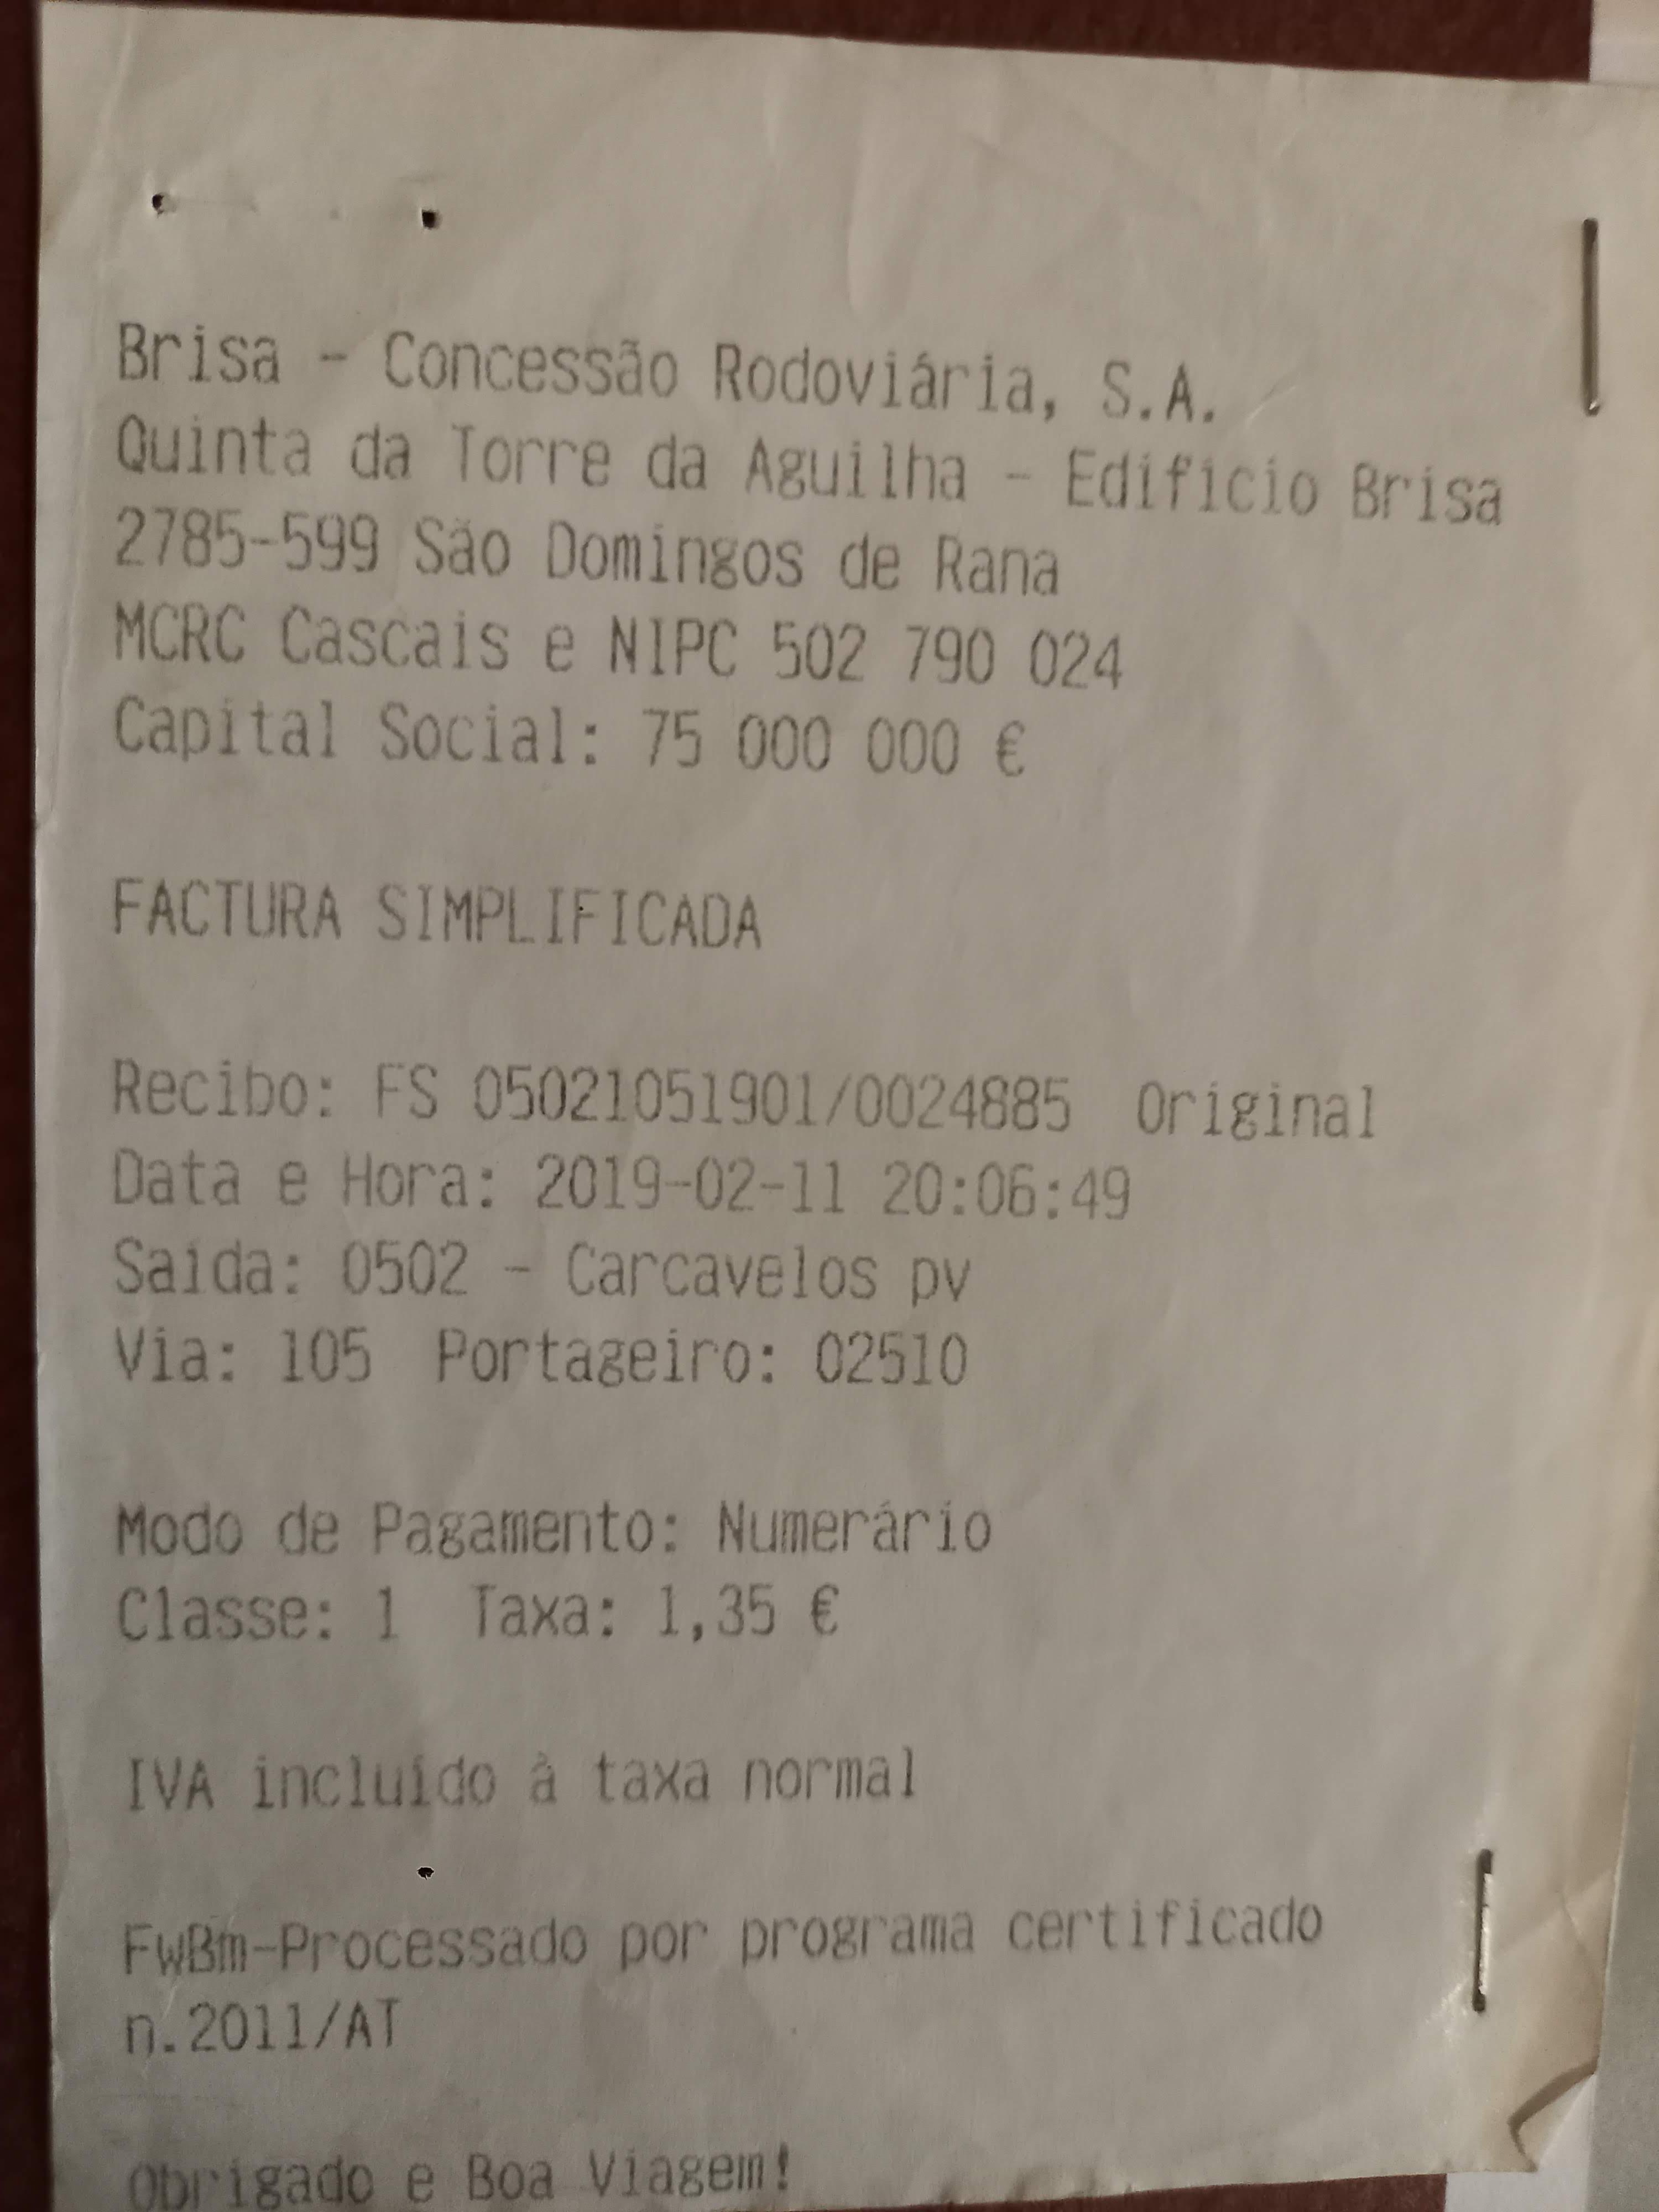 Brisa - Concessão Rodoviária, S.A.
Quinta da Torre da Aguilha - Edifício Brisa
2785-599 São Domingos de Rana
MCRC Cascais e NIPC 502 790 024
Capital Social: 75 000 000 €
FACTURA SIMPLIFICADA
Recibo: FS 05021051901/0024885 Original
Data e Hora: 2019-02-11 20:06:49
Saída: 0502 - Carcavelos pv
Via: 105 Portageiro: 02510
Modo de Pagamento: Numerário
Classe: 1 Taxa: 1,35 €
IVA incluído à taxa normal
FwBm-Processado por programa certificado
n.2011/AT
Obrigado e Boa Viagem!